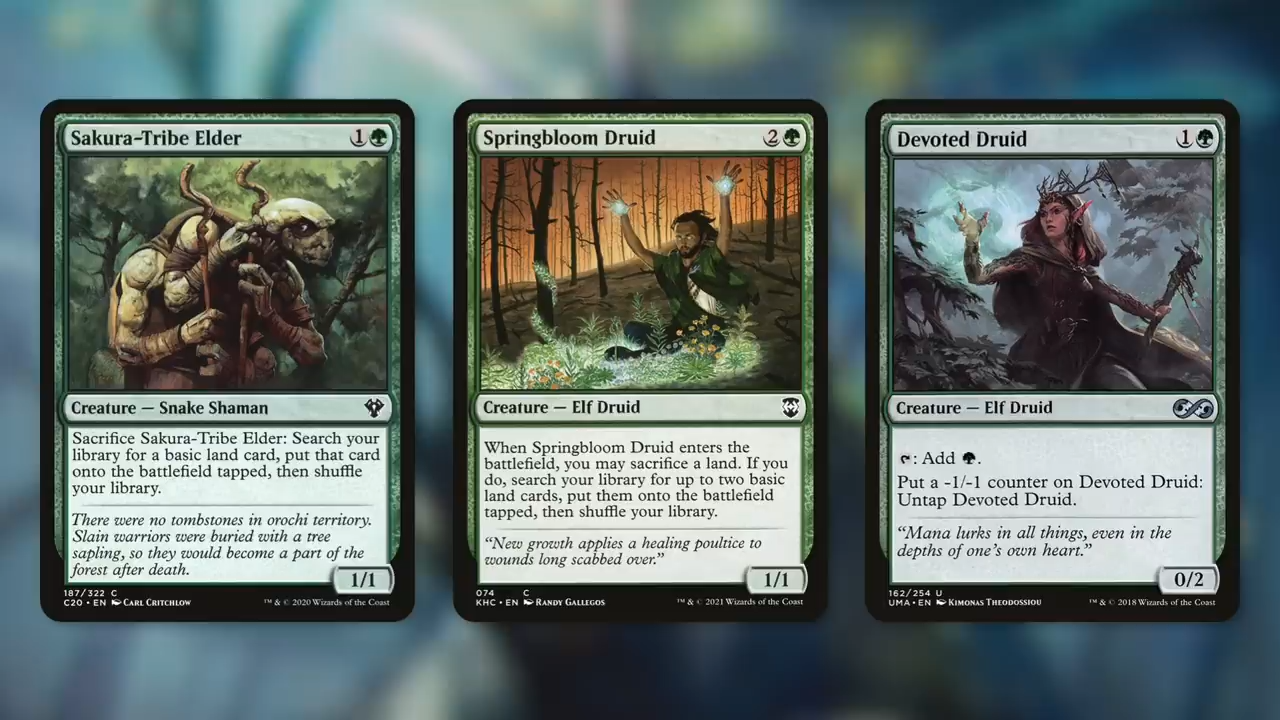 Sakura-Tribe Elder 1
Creature — Snake Shaman
Sacrifice Sakura-Tribe Elder: Search your
library for a basic land card, put that card
onto the battlefield tapped, then shuffle
your library.
There were no tombstones in orochi territory.
Slain warriors were buried with a tree
sapling, so they would become a part of the
forest after death.
1/1
187/322 C
C20 • EN Carl Critchlow
™ & © 2020 Wizards of the Coast
Springbloom Druid 2
Creature — Elf Druid
When Springbloom Druid enters the
battlefield, you may sacrifice a land. If you
do, search your library for up to two basic
land cards, put them onto the battlefield
tapped, then shuffle your library.
“New growth applies a healing poultice to
wounds long scabbed over.”
1/1
074 C
KHC • EN Randy Gallegos
™ & © 2021 Wizards of the Coast
Devoted Druid 1
Creature — Elf Druid
: Add .
Put a -1/-1 counter on Devoted Druid:
Untap Devoted Druid.
“Mana lurks in all things, even in the
depths of one’s own heart.”
0/2
162/254 U
UMA • EN Kimonas Theodossiou
™ & © 2018 Wizards of the Coast